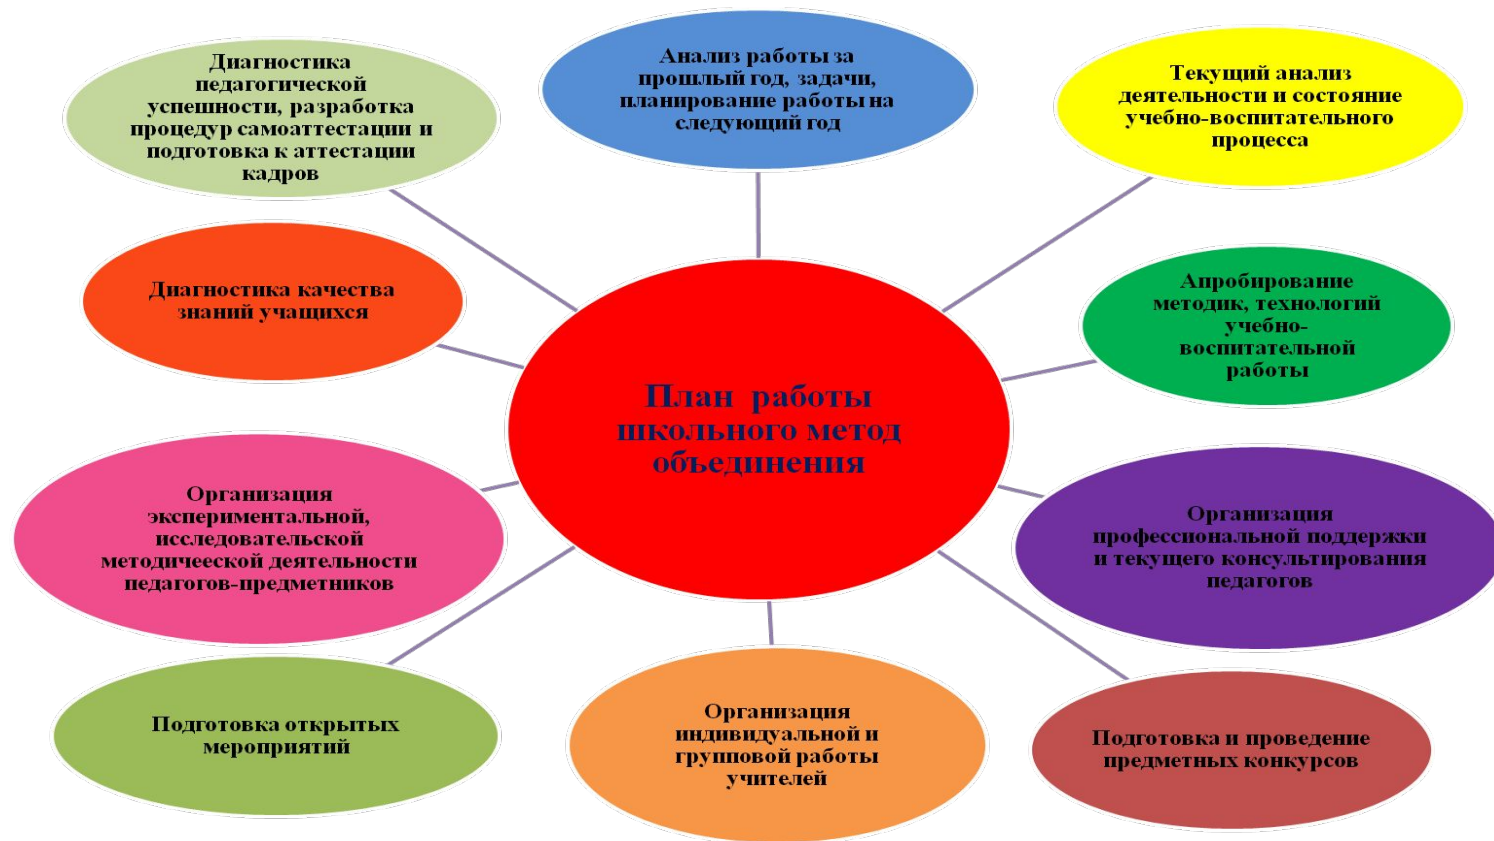 Диагностика
педагогической
успешности, разработка
процедур самоаттестации и
подготовка к аттестации
кадров
Анализ работы за
прошлый год, задачи,
планирование работы на
следующий год
Текущий анализ
деятельности и состояние
учебно-воспитательного
процесса
Диагностика качества
знаний учащихся
Апробирование
методик, технологий
учебно-
воспитательной
работы
План работы
школьного метод
объединения
Организация
экспериментальной,
исследовательской
методичеекой деятельности
педагогов-предметников
Организация
профессиональной поддержки
и текущего консультирования
педагогов
Подготовка открытых
мероприятий
Организация
индивидуальной и
групповой работы
учителей
Подготовка и проведение
предметных конкурсов